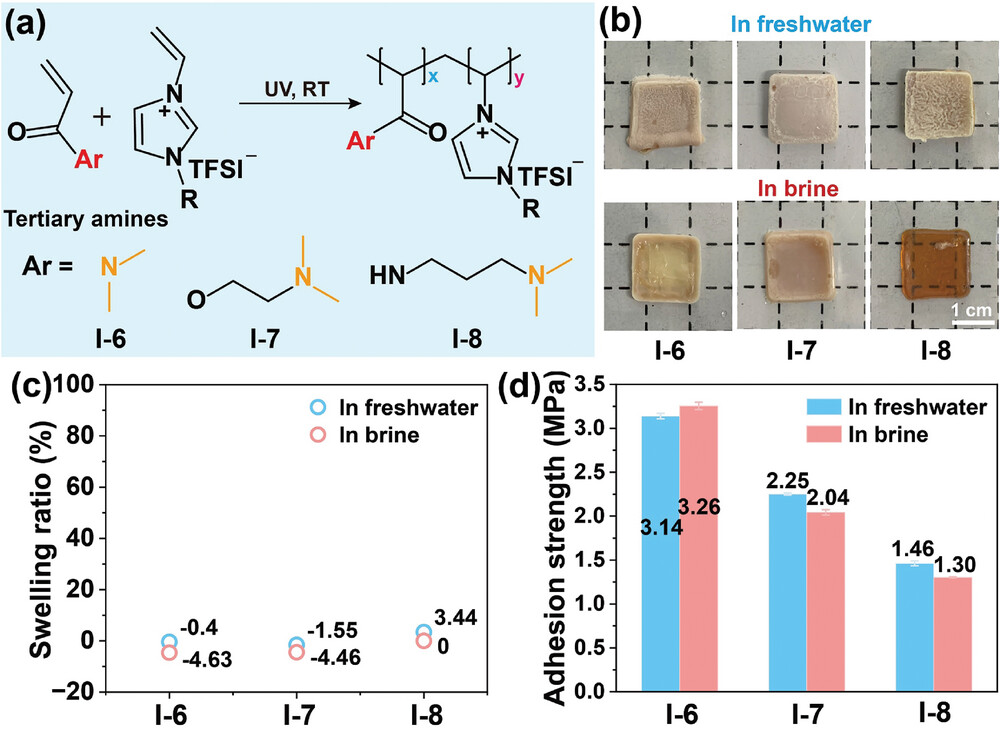 (a)
O
Ar
+
N
+
N
R
TFSI−
UV, RT
x
y
Ar
O
N
+
N
TFSI−
R
Tertiary amines
Ar =
N
O
N
HN
N
I-6
I-7
I-8
(b)
In freshwater
In brine
1 cm
I-6
I-7
I-8
(c)
Swelling ratio (%)
100
80
60
40
20
0
−20
In freshwater
In brine
-0.4
-4.63
-1.55
-4.46
3.44
0
I-6
I-7
I-8
(d)
Adhesion strength (MPa)
3.5
3.0
2.5
2.0
1.5
1.0
0.5
0.0
In freshwater
In brine
3.14
3.26
2.25
2.04
1.46
1.30
I-6
I-7
I-8